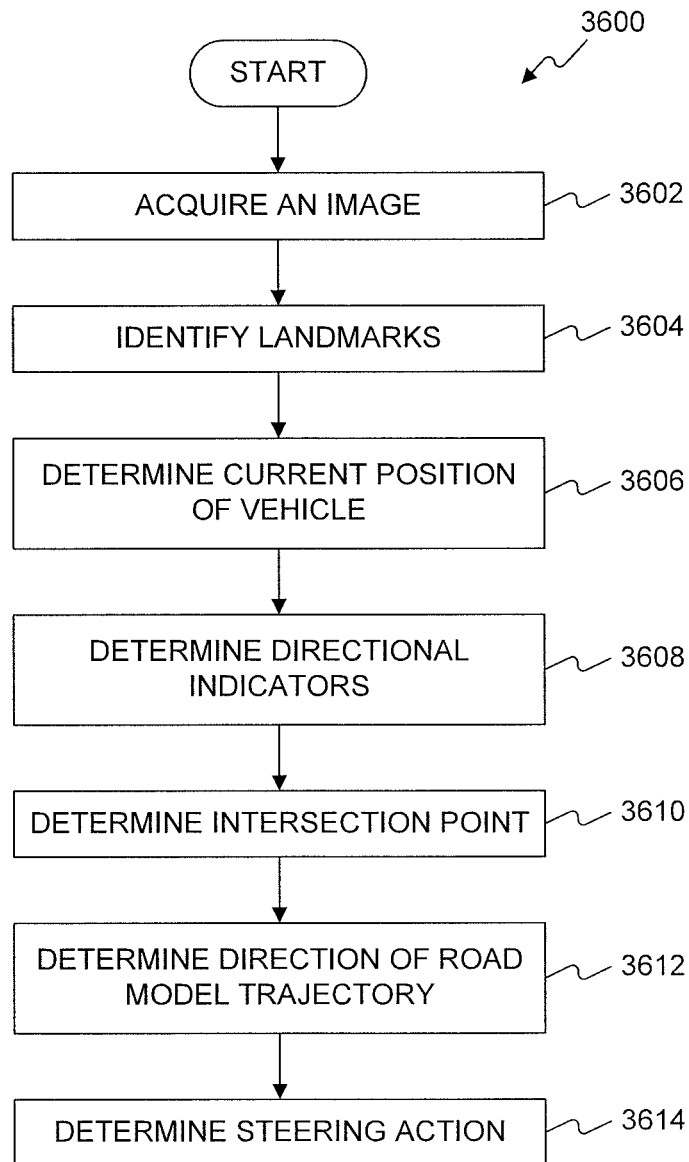 3600
START
ACQUIRE AN IMAGE
3602
IDENTIFY LANDMARKS
3604
DETERMINE CURRENT POSITION
OF VEHICLE
3606
DETERMINE DIRECTIONAL
INDICATORS
3608
DETERMINE INTERSECTION POINT
3610
DETERMINE DIRECTION OF ROAD
MODEL TRAJECTORY
3612
DETERMINE STEERING ACTION
3614